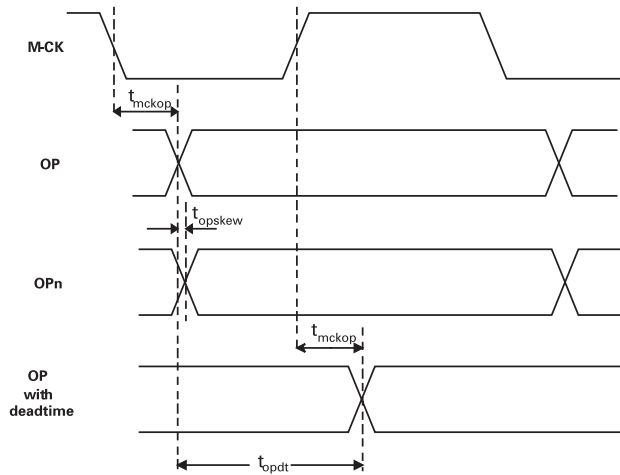 M-CK
tmckop
OP
topskew
OPn
tmckop
OP
with
deadtime
topdt